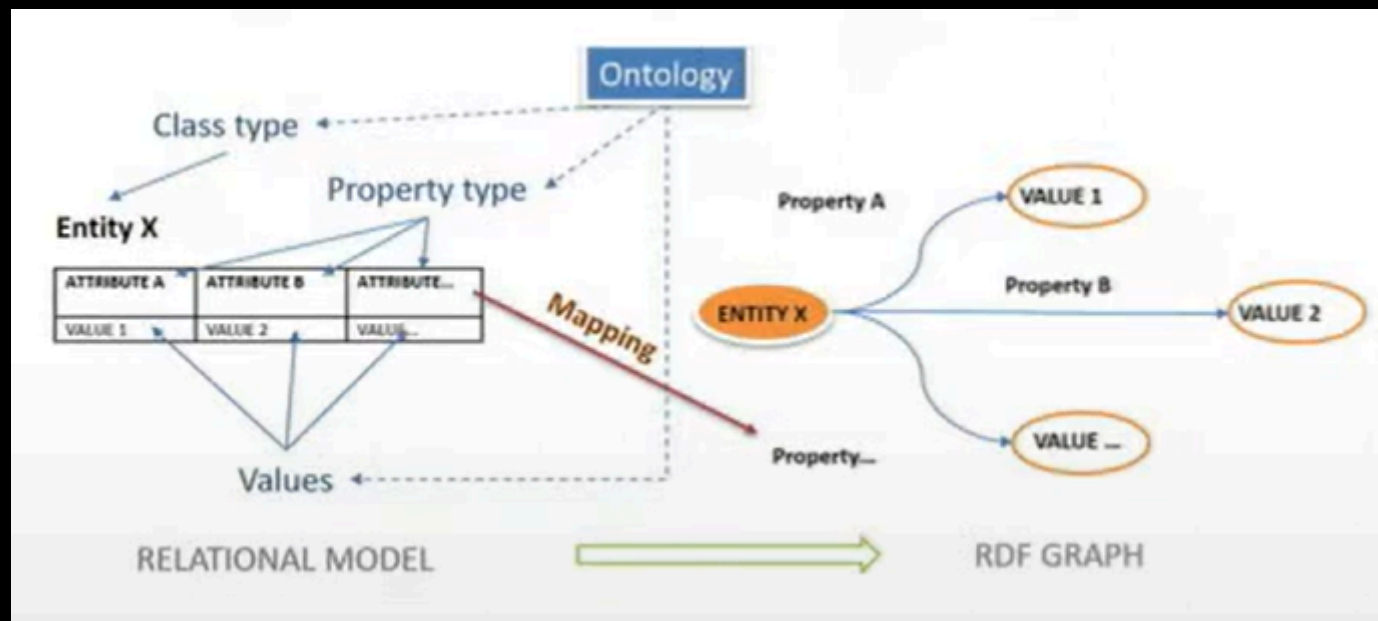 Ontology
Class type
Property type
Entity X
ATTRIBUTE A ATTRIBUTE B ATTRIBUTE...
VALUE 1 VALUE 2 VALUE...
Values
Mapping
Property A
VALUE 1
Property B
ENTITY X
VALUE 2
VALUE ...
Property...
RELATIONAL MODEL
RDF GRAPH